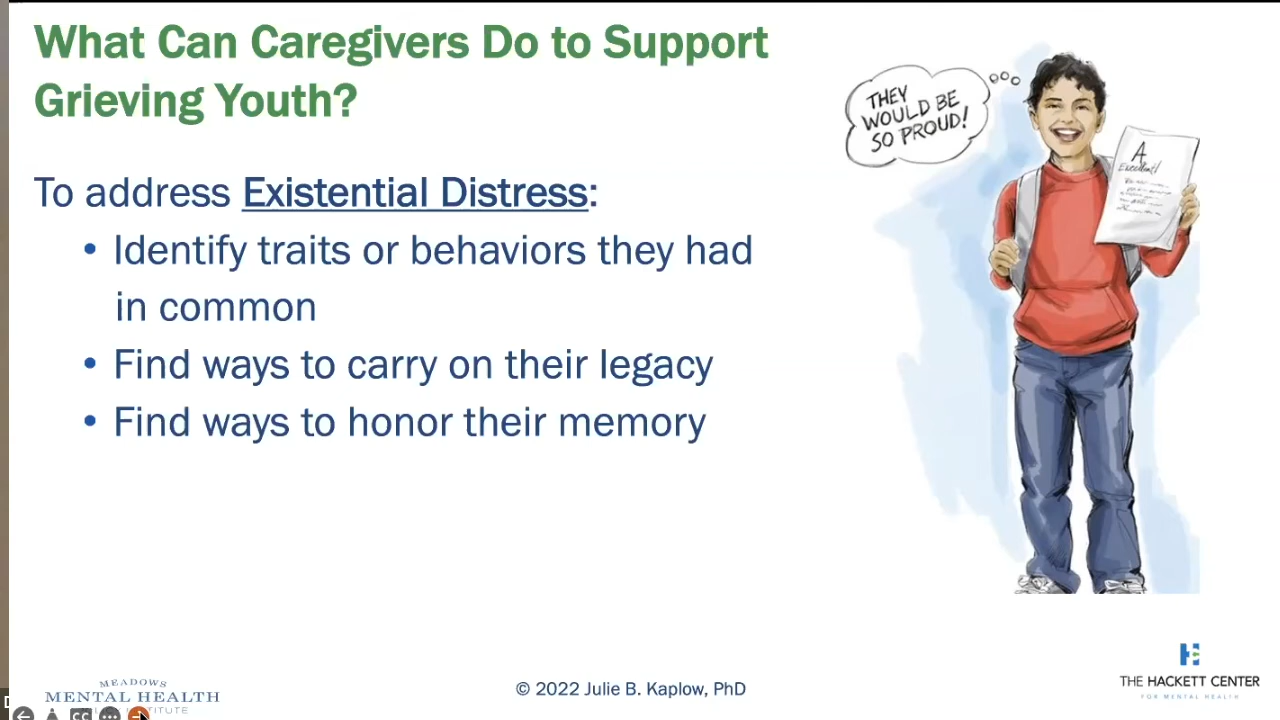 What Can Caregivers Do to Support
Grieving Youth?
THEY
WOULD BE
SO PROUD!
A
Excellent!
To address Existential Distress:
• Identify traits or behaviors they had
in common
• Find ways to carry on their legacy
• Find ways to honor their memory
MEADOWS
MENTAL HEALTH
© 2022 Julie B. Kaplow, PhD
THE HACKETT CENTER
FOR MENTAL HEALTH
CC